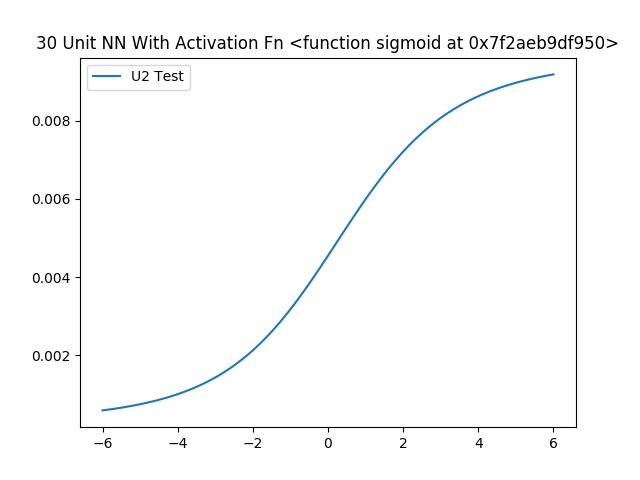 30 Unit NN With Activation Fn <function sigmoid at 0x7f2aeb9df950>
U2 Test
0.008
0.006
0.004
0.002
−6 −4 −2 0 2 4 6